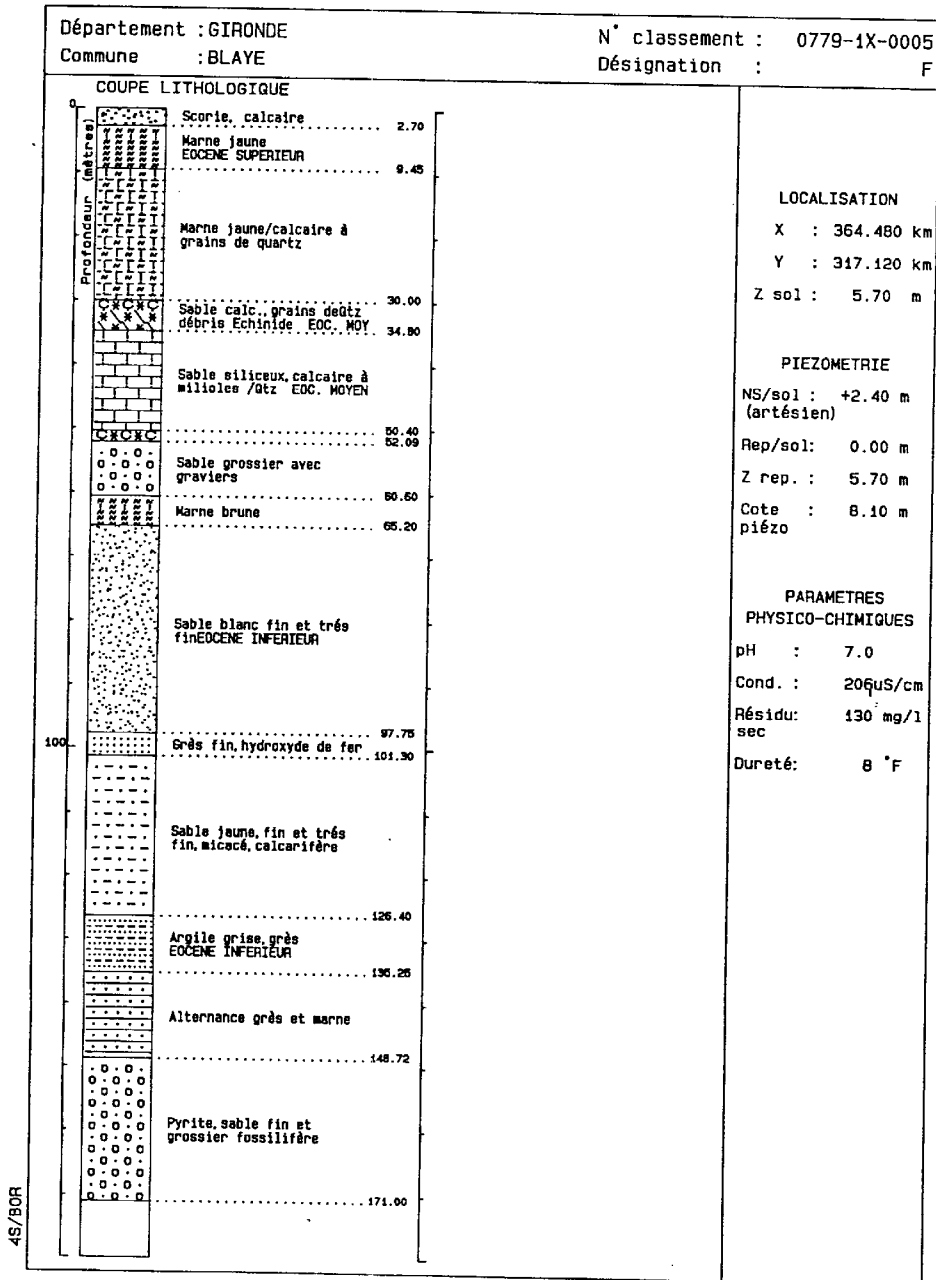 Département : GIRONDE
Commune : BLAYE
N° classement : 0779-1X-0005
Désignation : F
COUPE LITHOLOGIQUE
0
Profondeur (mètres)
Scorie, calcaire
2.70
Marne jaune
EOCENE SUPERIEUR
9.45
Marne jaune/calcaire à
grains de quartz
30.00
Sable calc., grains deQtz
débris Echinide EOC. MOY
34.80
Sable siliceux, calcaire à
milioles /Qtz EOC. MOYEN
50.40
52.09
Sable grossier avec
graviers
60.60
Marne brune
65.20
Sable blanc fin et trés
finEOCENE INFERIEUR
97.75
100
Grès fin, hydroxyde de fer
101.30
Sable jaune, fin et trés
fin, micacé, calcarifère
126.40
Argile grise, grès
EOCENE INFERIEUR
135.25
Alternance grès et marne
148.72
Pyrite, sable fin et
grossier fossilifère
171.00
4S/BOR
LOCALISATION
X : 364.480 km
Y : 317.120 km
Z sol : 5.70 m
PIEZOMETRIE
NS/sol : +2.40 m
(artésien)
Rep/sol: 0.00 m
Z rep. : 5.70 m
Cote : 8.10 m
piézo
PARAMETRES
PHYSICO-CHIMIQUES
pH : 7.0
Cond. : 206uS/cm
Résidu: 130 mg/l
sec
Dureté: 8 °F